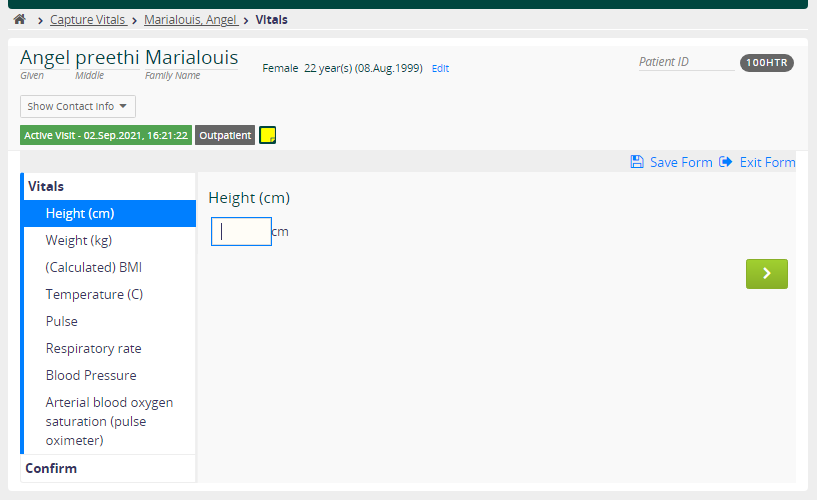 Capture Vitals > Marialouis, Angel > Vitals
Angel preethi Marialouis
Given Middle Family Name
Female 22 year(s) (08.Aug.1999) Edit
Patient ID 100HTR
Show Contact Info
Active Visit - 02.Sep.2021, 16:21:22 Outpatient
Save Form Exit Form
Vitals
Height (cm)
Weight (kg)
(Calculated) BMI
Temperature (C)
Pulse
Respiratory rate
Blood Pressure
Arterial blood oxygen
saturation (pulse
oximeter)
Confirm
Height (cm)
cm